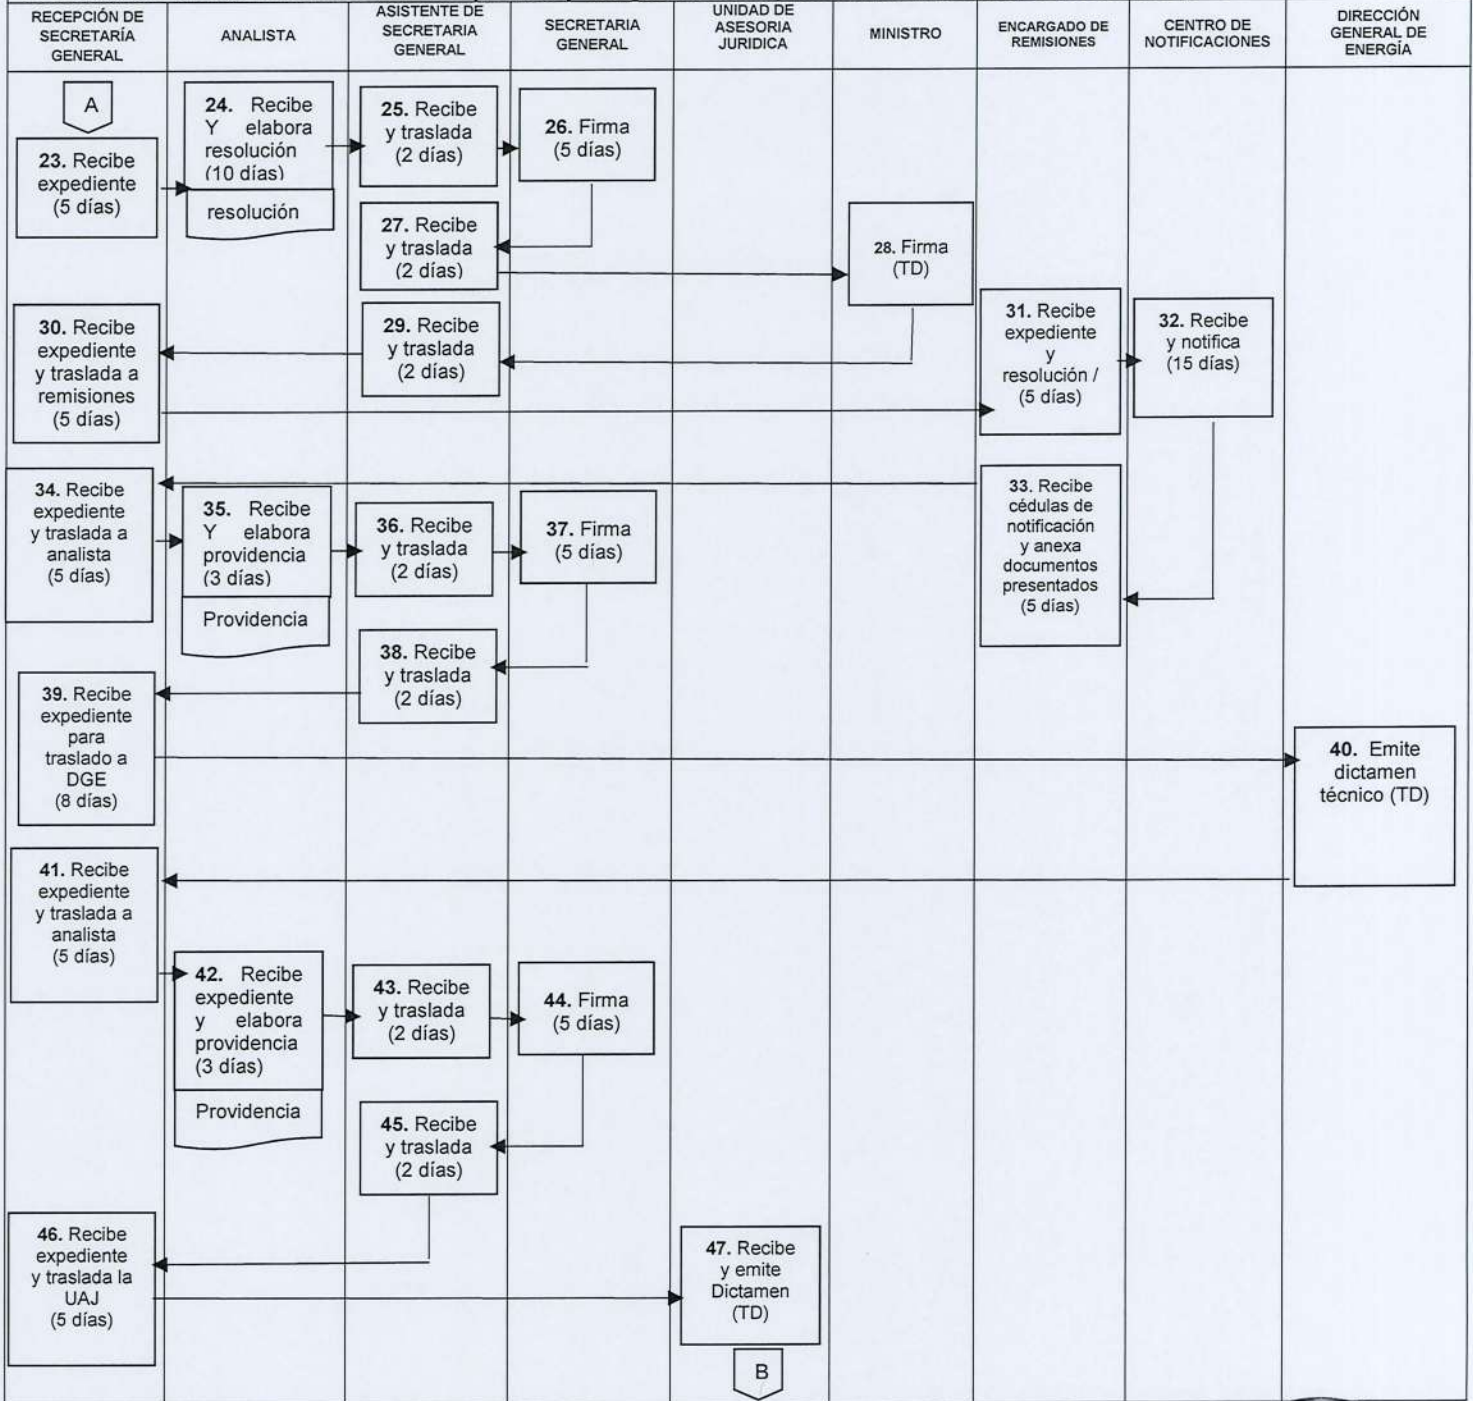 RECEPCIÓN DE
SECRETARÍA
GENERAL
ANALISTA
ASISTENTE DE
SECRETARIA
GENERAL
SECRETARIA
GENERAL
UNIDAD DE
ASESORIA
JURIDICA
MINISTRO
ENCARGADO DE
REMISIONES
CENTRO DE
NOTIFICACIONES
DIRECCIÓN
GENERAL DE
ENERGÍA
A
23. Recibe
expediente
(5 días)
24. Recibe
Y elabora
resolución
(10 días)
resolución
25. Recibe
y traslada
(2 días)
26. Firma
(5 días)
27. Recibe
y traslada
(2 días)
28. Firma
(TD)
29. Recibe
y traslada
(2 días)
30. Recibe
expediente
y traslada a
remisiones
(5 días)
31. Recibe
expediente
y
resolución /
(5 días)
32. Recibe
y notifica
(15 días)
33. Recibe
cédulas de
notificación
y anexa
documentos
presentados
(5 días)
34. Recibe
expediente
y traslada a
analista
(5 días)
35. Recibe
Y elabora
providencia
(3 días)
Providencia
36. Recibe
y traslada
(2 días)
37. Firma
(5 días)
38. Recibe
y traslada
(2 días)
39. Recibe
expediente
para
traslado a
DGE
(8 días)
40. Emite
dictamen
técnico (TD)
41. Recibe
expediente
y traslada a
analista
(5 días)
42. Recibe
expediente
y elabora
providencia
(3 días)
Providencia
43. Recibe
y traslada
(2 días)
44. Firma
(5 días)
45. Recibe
y traslada
(2 días)
46. Recibe
expediente
y traslada la
UAJ
(5 días)
47. Recibe
y emite
Dictamen
(TD)
B